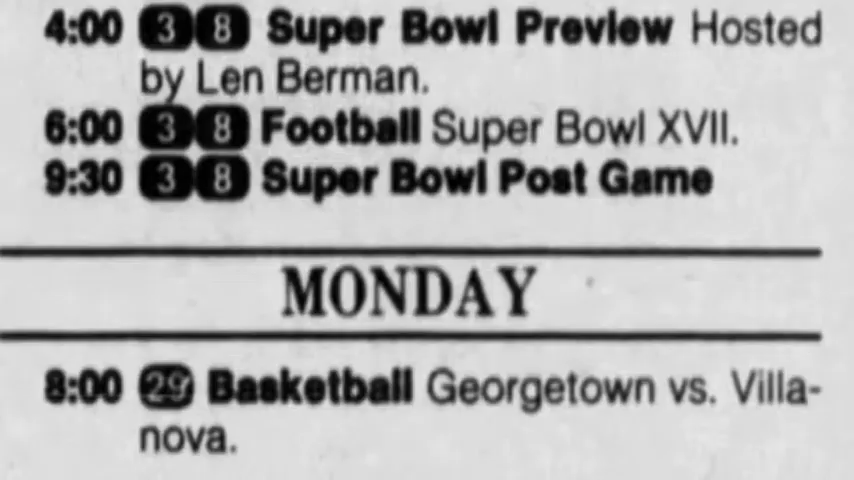 4:00 3 8 Super Bowl Preview Hosted
by Len Berman.
6:00 3 8 Football Super Bowl XVII.
9:30 3 8 Super Bowl Post Game
MONDAY
8:00 29 Basketball Georgetown vs. Villa-
nova.